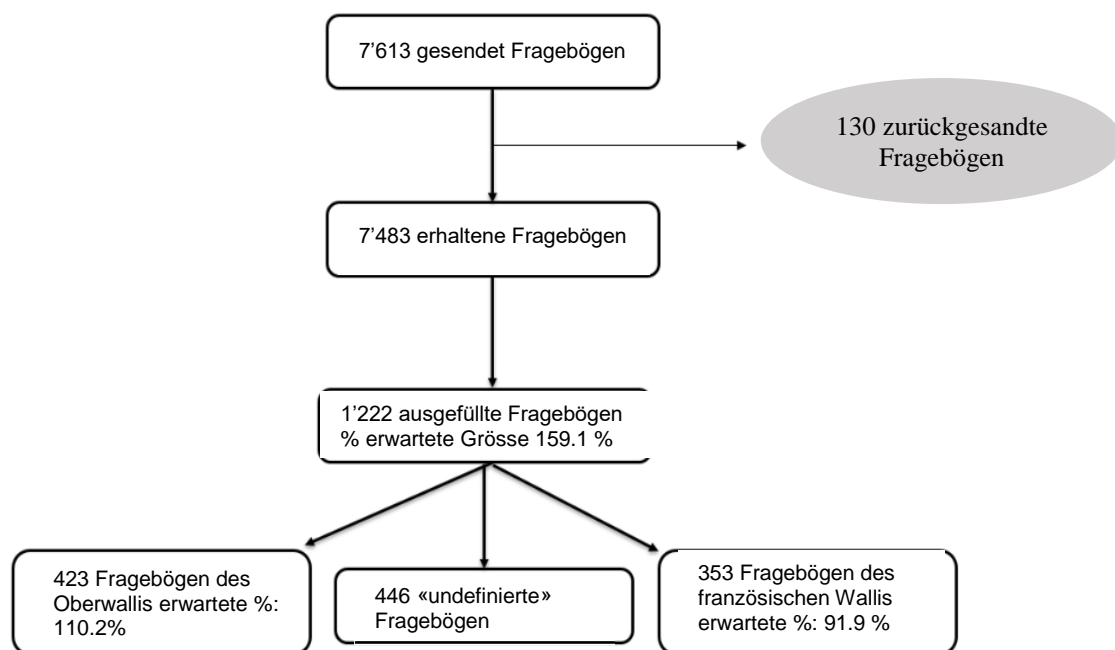 7’613 gesendet Fragebögen
130 zurückgesandte
Fragebögen
7’483 erhaltene Fragebögen
1’222 ausgefüllte Fragebögen
% erwartete Grösse 159.1 %
423 Fragebögen des
Oberwallis erwartete %:
110.2%
446 «undefinierte»
Fragebögen
353 Fragebögen des
französischen Wallis
erwartete %: 91.9 %